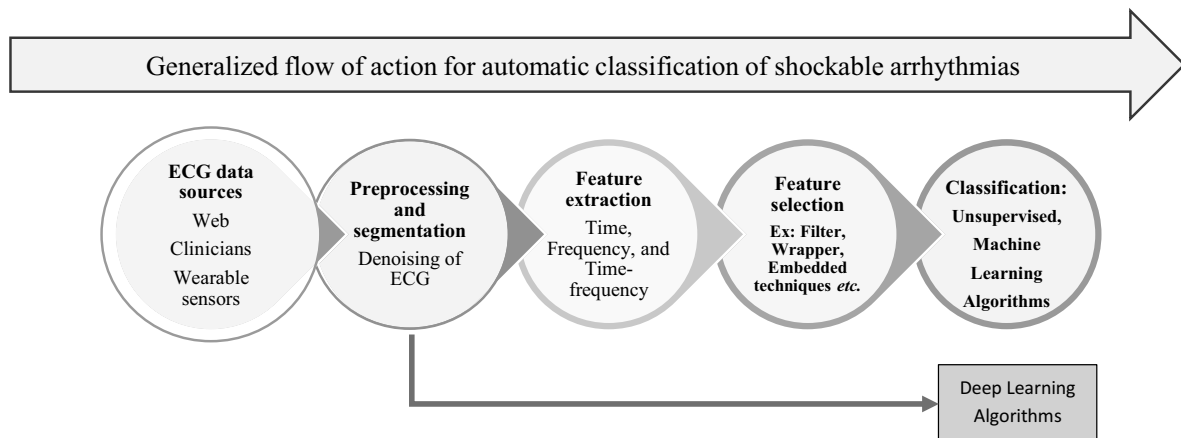 Generalized flow of action for automatic classification of shockable arrhythmias
ECG data
sources
Web
Clinicians
Wearable
sensors
Preprocessing
and
segmentation
Denoising of
ECG
Feature
extraction
Time,
Frequency, and
Time-
frequency
Feature
selection
Ex: Filter,
Wrapper,
Embedded
techniques etc.
Classification:
Unsupervised,
Machine
Learning
Algorithms
Deep Learning
Algorithms